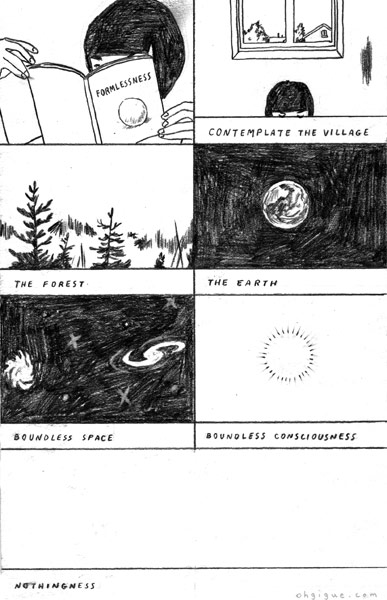 FORMLESSNESS
CONTEMPLATE THE VILLAGE
THE FOREST
THE EARTH
BOUNDLESS SPACE
BOUNDLESS CONSCIOUSNESS
NOTHINGNESS
ohgigue.com